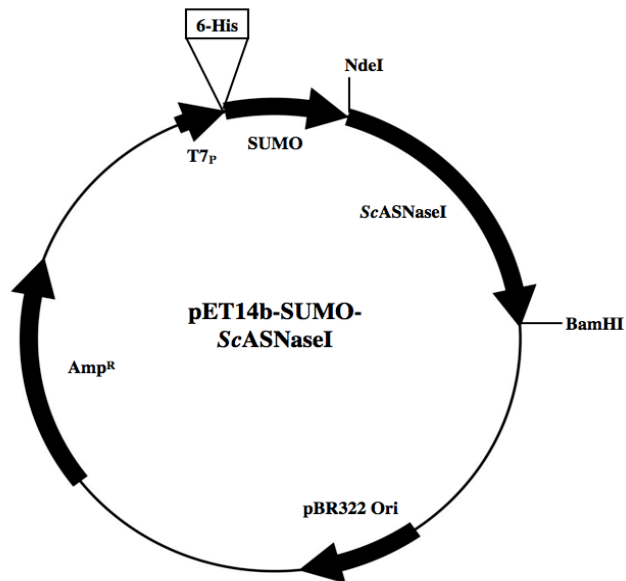 6-His
NdeI
T7P
SUMO
ScASNaseI
pET14b-SUMO-
ScASNaseI
BamHI
AmpR
pBR322 Ori